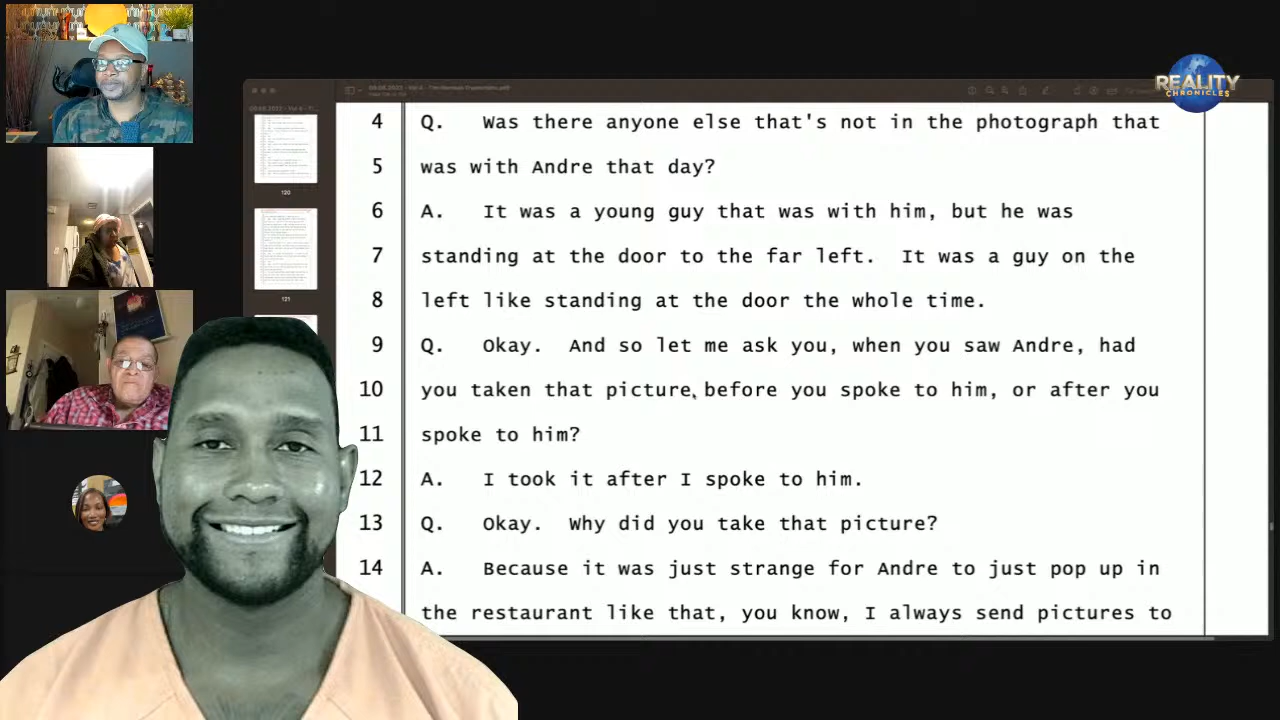 REALITY
CHRONICLES
4 Q. Was there anyone else that's not in the photograph that
5 was with Andre that day?
6 A. It was a young guy that was with him, but he was
7 standing at the door to the far left. It was a guy on the
8 left like standing at the door the whole time.
9 Q. Okay. And so let me ask you, when you saw Andre, had
10 you taken that picture before you spoke to him, or after you
11 spoke to him?
12 A. I took it after I spoke to him.
13 Q. Okay. Why did you take that picture?
14 A. Because it was just strange for Andre to just pop up in
the restaurant like that, you know, I always send pictures to
120
121